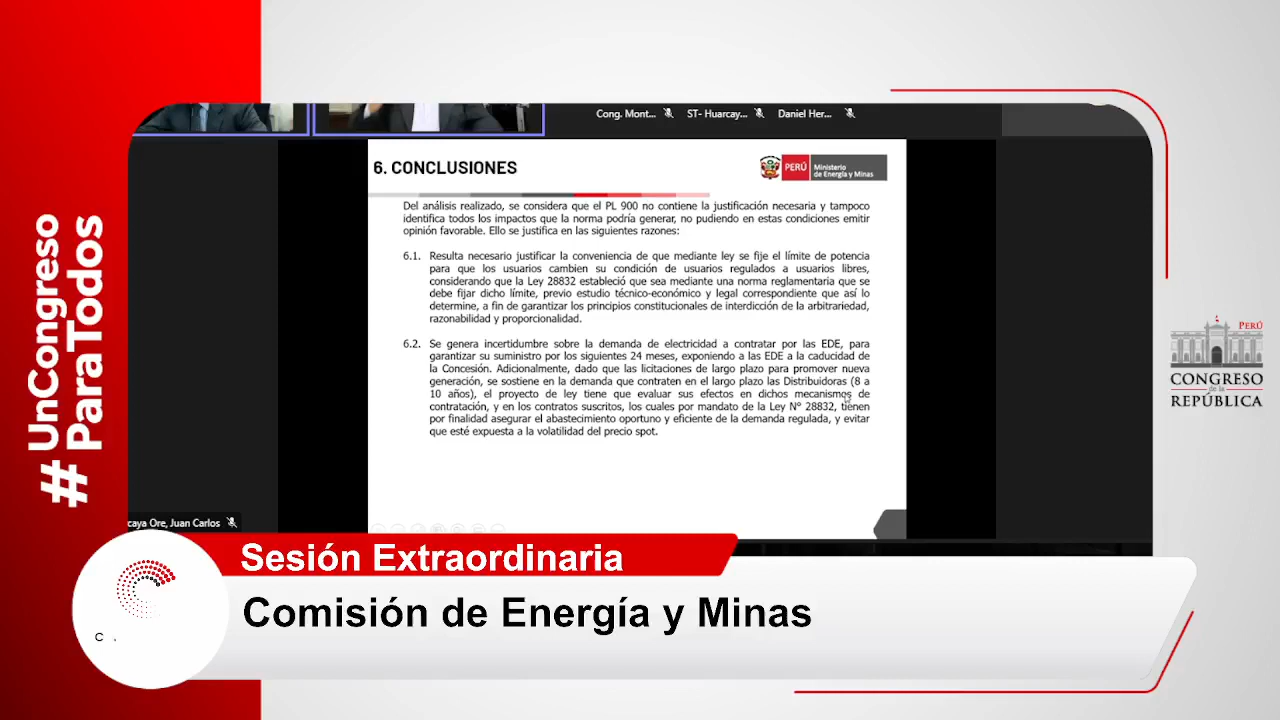 #UnCongreso
ParaTodos
Cong. Mont...
ST- Huarcay...
Daniel Her...
6. CONCLUSIONES
PERÚ
Ministerio
de Energía y Minas
Del análisis realizado, se considera que el PL 900 no contiene la justificación necesaria y tampoco
identifica todos los impactos que la norma podría generar, no pudiendo en estas condiciones emitir
opinión favorable. Ello se justifica en las siguientes razones:
6.1. Resulta necesario justificar la conveniencia de que mediante ley se fije el límite de potencia
para que los usuarios cambien su condición de usuarios regulados a usuarios libres,
considerando que la Ley 28832 estableció que sea mediante una norma reglamentaria que se
debe fijar dicho límite, previo estudio técnico-económico y legal correspondiente que así lo
determine, a fin de garantizar los principios constitucionales de interdicción de la arbitrariedad,
razonabilidad y proporcionalidad.
6.2. Se genera incertidumbre sobre la demanda de electricidad a contratar por las EDE, para
garantizar su suministro por los siguientes 24 meses, exponiendo a las EDE a la caducidad de
la Concesión. Adicionalmente, dado que las licitaciones de largo plazo para promover nueva
generación, se sostiene en la demanda que contraten en el largo plazo las Distribuidoras (8 a
10 años), el proyecto de ley tiene que evaluar sus efectos en dichos mecanismos de
contratación, y en los contratos suscritos, los cuales por mandato de la Ley N° 28832, tienen
por finalidad asegurar el abastecimiento oportuno y eficiente de la demanda regulada, y evitar
que esté expuesta a la volatilidad del precio spot.
caya Ore, Juan Carlos
PERÚ
CONGRESO
de la
REPÚBLICA
Sesión Extraordinaria
Comisión de Energía y Minas
C